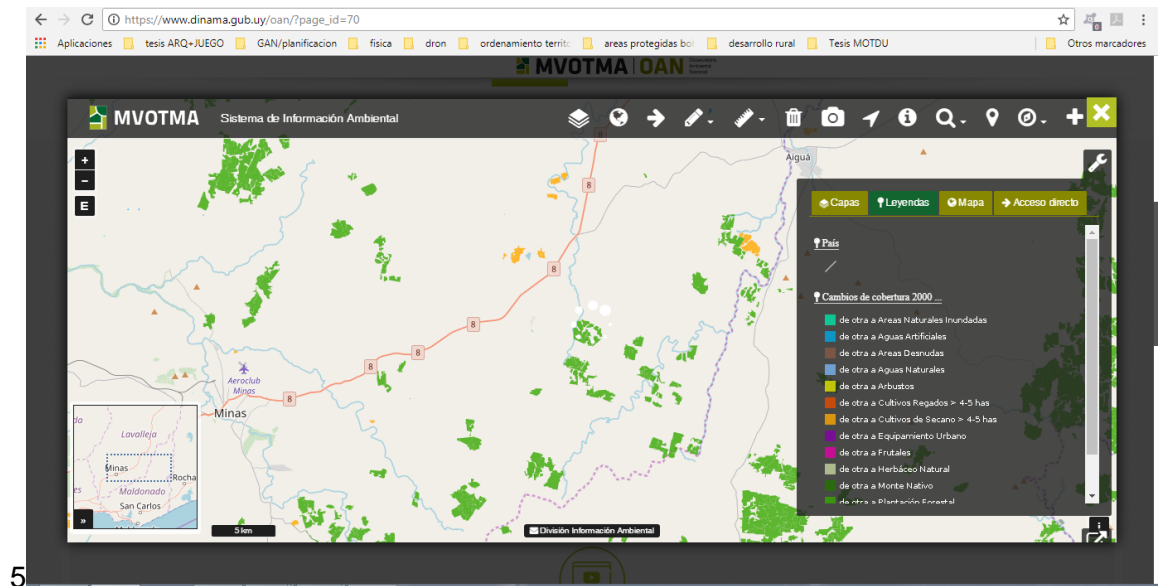 https://www.dinama.gub.uy/oan/?page_id=70
Aplicaciones tesis ARQ+JUEGO GAN/planificacion fisica dron ordenamiento territo areas protegidas bo desarrollo rural Tesis MOTDU Otros marcadores
MVOTMA OAN
MVOTMA Sistema de Información Ambiental
+
-
E
8
Aiguá
Capas Leyendas Mapa Acceso directo
8
País
8
Cambios de cobertura 2000 ...
de otra a Areas Naturales Inundadas
8
de otra a Aguas Artificiales
8
de otra a Areas Desnudas
8
de otra a Aguas Naturales
Aeroclub
Minas
de otra a Arbustos
8
de otra a Cultivos Regados > 4-5 has
Minas
de otra a Cultivos de Secano > 4-5 has
Lavalleja
de otra a Equipamiento Urbano
de otra a Frutales
Minas
Rocha
de otra a Herbáceo Natural
Maldonado
de otra a Monte Nativo
San Carlos
de otra a Plantación Forestal
»
5 km
División Información Ambiental
i
5